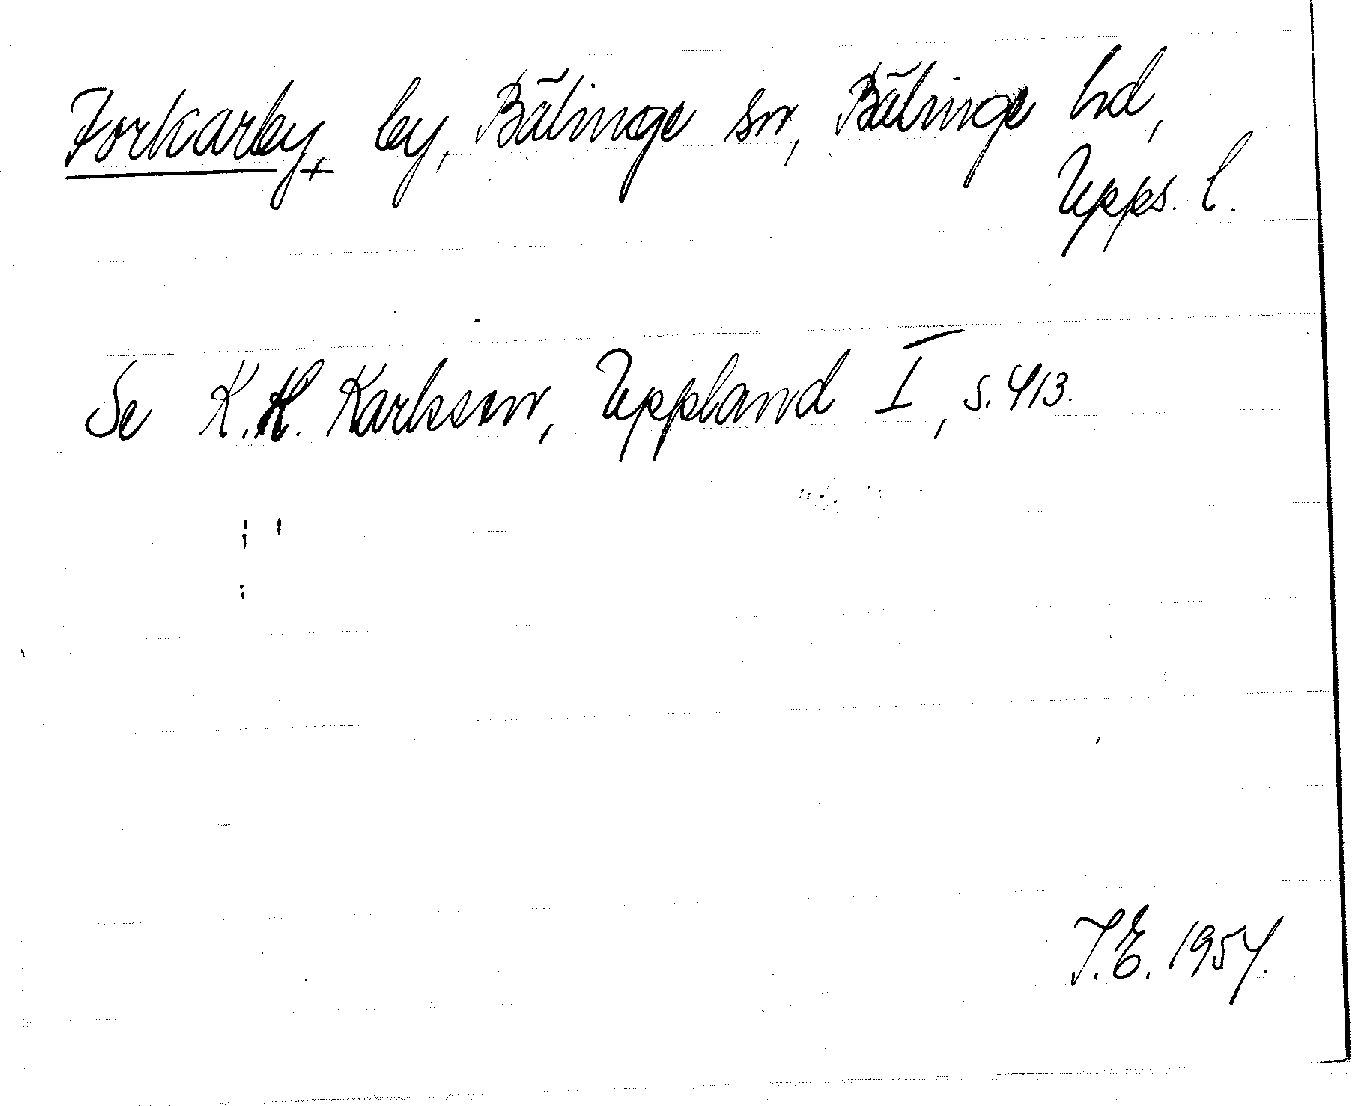 Forkarby, by, Bälinge sn, Bälinge hd,
Upps. l.
Se K. H. Karlsson, Uppland I, s. 413.
J.E. 1954.